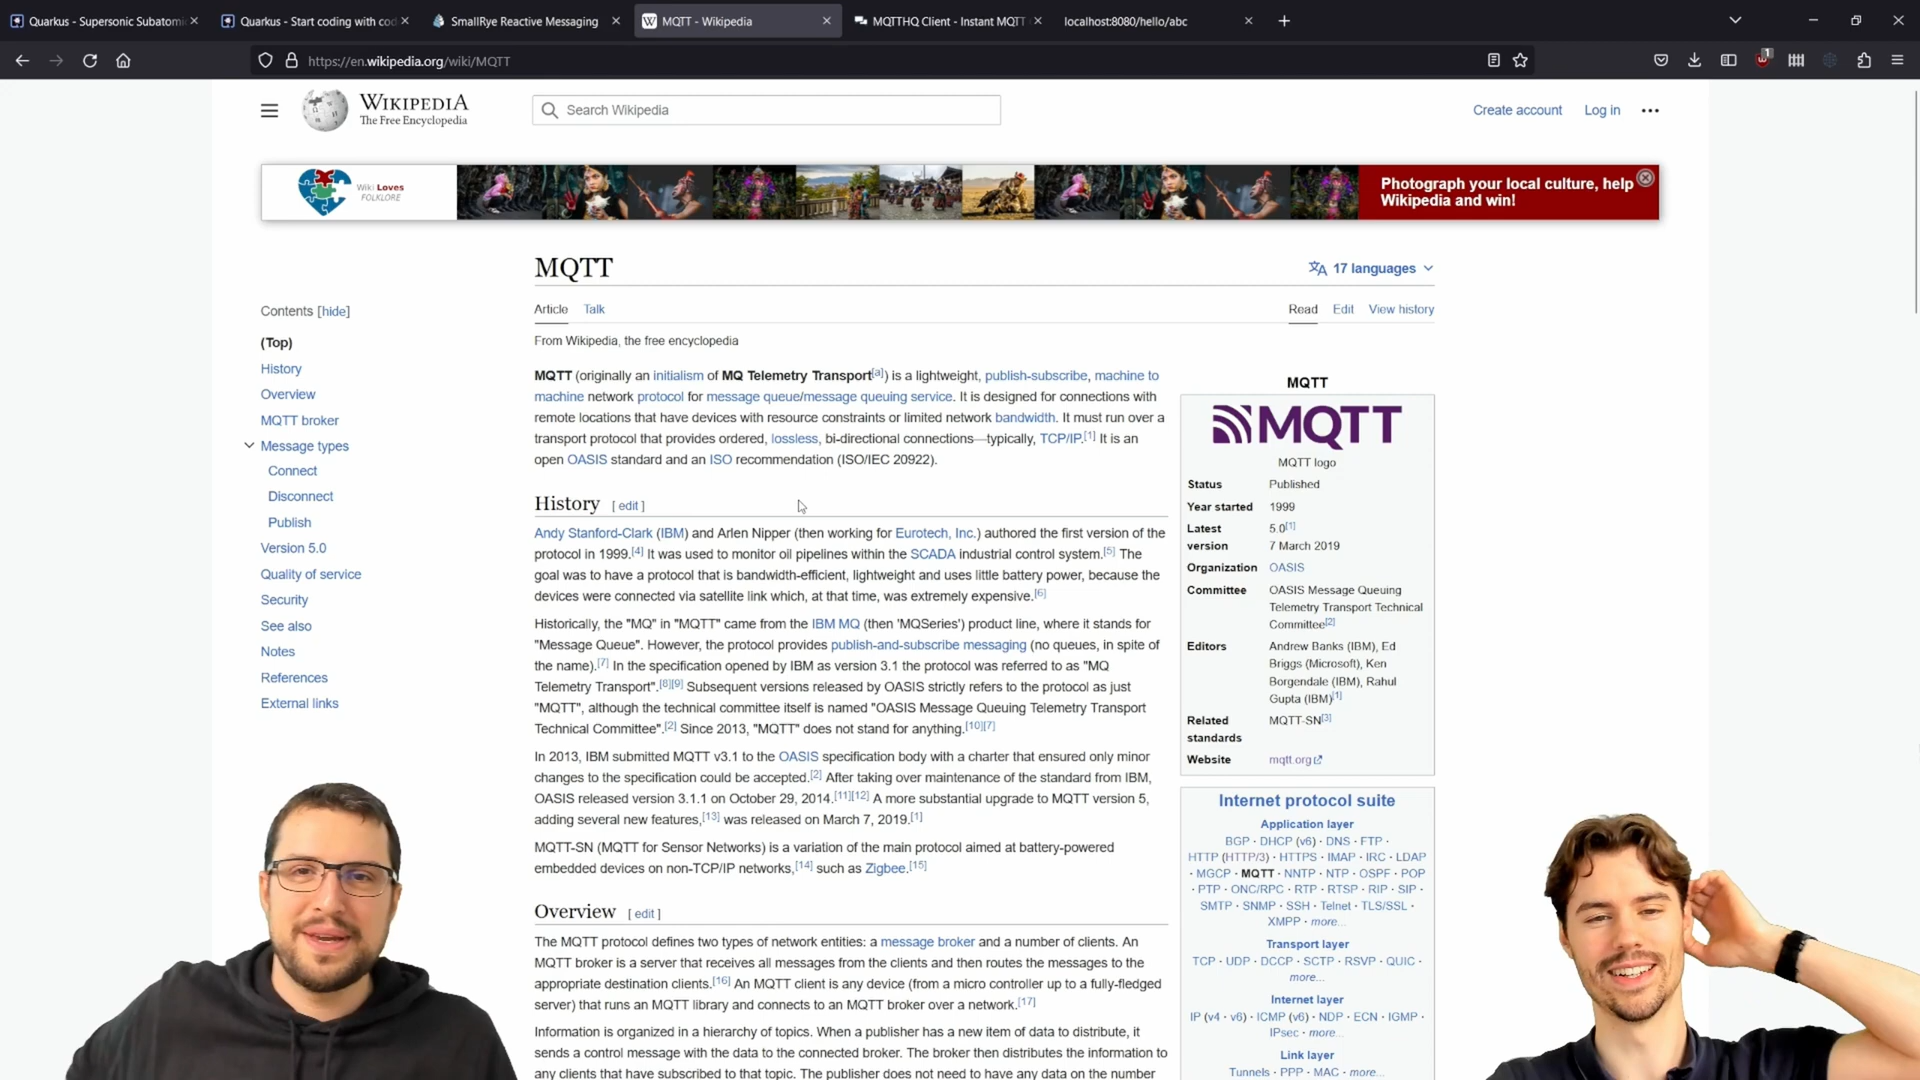 Quarkus - Supersonic Subatomi
Quarkus - Start coding with cod
SmallRye Reactive Messaging
MQTT - Wikipedia
MQTTHQ Client - Instant MQTT
localhost:8080/hello/abc
https://en.wikipedia.org/wiki/MQTT
1
WIKIPEDIA
The Free Encyclopedia
Search Wikipedia
Create account
Log in
Wiki Loves
FOLKLORE
Photograph your local culture, help
Wikipedia and win!
MQTT
17 languages
Article
Talk
Read
Edit
View history
From Wikipedia, the free encyclopedia
Contents [hide]
(Top)
History
Overview
MQTT broker
Message types
Connect
Disconnect
Publish
Version 5.0
Quality of service
Security
See also
Notes
References
External links
MQTT (originally an initialism of MQ Telemetry Transport[a]) is a lightweight, publish-subscribe, machine to
machine network protocol for message queue/message queuing service. It is designed for connections with
remote locations that have devices with resource constraints or limited network bandwidth. It must run over a
transport protocol that provides ordered, lossless, bi-directional connections—typically, TCP/IP.[1] It is an
open OASIS standard and an ISO recommendation (ISO/IEC 20922).
History [ edit ]
Andy Stanford-Clark (IBM) and Arlen Nipper (then working for Eurotech, Inc.) authored the first version of the
protocol in 1999.[4] It was used to monitor oil pipelines within the SCADA industrial control system.[5] The
goal was to have a protocol that is bandwidth-efficient, lightweight and uses little battery power, because the
devices were connected via satellite link which, at that time, was extremely expensive.[6]
Historically, the "MQ" in "MQTT" came from the IBM MQ (then 'MQSeries') product line, where it stands for
"Message Queue". However, the protocol provides publish-and-subscribe messaging (no queues, in spite of
the name).[7] In the specification opened by IBM as version 3.1 the protocol was referred to as "MQ
Telemetry Transport".[8][9] Subsequent versions released by OASIS strictly refers to the protocol as just
"MQTT", although the technical committee itself is named "OASIS Message Queuing Telemetry Transport
Technical Committee".[2] Since 2013, "MQTT" does not stand for anything.[10][7]
In 2013, IBM submitted MQTT v3.1 to the OASIS specification body with a charter that ensured only minor
changes to the specification could be accepted.[2] After taking over maintenance of the standard from IBM,
OASIS released version 3.1.1 on October 29, 2014.[11][12] A more substantial upgrade to MQTT version 5,
adding several new features,[13] was released on March 7, 2019.[1]
MQTT-SN (MQTT for Sensor Networks) is a variation of the main protocol aimed at battery-powered
embedded devices on non-TCP/IP networks,[14] such as Zigbee.[15]
Overview [ edit ]
The MQTT protocol defines two types of network entities: a message broker and a number of clients. An
MQTT broker is a server that receives all messages from the clients and then routes the messages to the
appropriate destination clients.[16] An MQTT client is any device (from a micro controller up to a fully-fledged
server) that runs an MQTT library and connects to an MQTT broker over a network.[17]
Information is organized in a hierarchy of topics. When a publisher has a new item of data to distribute, it
sends a control message with the data to the connected broker. The broker then distributes the information to
any clients that have subscribed to that topic. The publisher does not need to have any data on the number
MQTT
MQTT
MQTT logo
Status Published
Year started 1999
Latest 5.0[1]
version 7 March 2019
Organization OASIS
Committee OASIS Message Queuing
Telemetry Transport Technical
Committee[2]
Editors Andrew Banks (IBM), Ed
Briggs (Microsoft), Ken
Borgendale (IBM), Rahul
Gupta (IBM)[1]
Related MQTT-SN[3]
standards
Website mqtt.org
Internet protocol suite
Application layer
BGP · DHCP (v6) · DNS · FTP ·
HTTP (HTTP/3) · HTTPS · IMAP · IRC · LDAP
· MGCP · MQTT · NNTP · NTP · OSPF · POP
· PTP · ONC/RPC · RTP · RTSP · RIP · SIP ·
SMTP · SNMP · SSH · Telnet · TLS/SSL ·
XMPP · more...
Transport layer
TCP · UDP · DCCP · SCTP · RSVP · QUIC ·
more...
Internet layer
IP (v4 · v6) · ICMP (v6) · NDP · ECN · IGMP ·
IPsec · more...
Link layer
Tunnels · PPP · MAC · more...